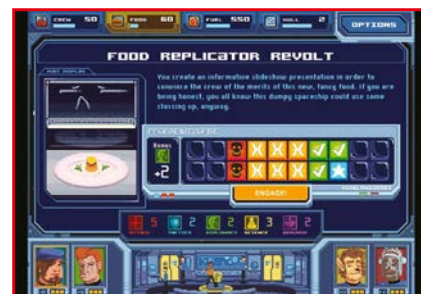 CREW 50 FOOD 60 FUEL 550 HULL 2 OPTIONS
FOOD REPLICATOR REVOLT
You create an informative slideshow presentation in order to
convince the crew of the merits of this new, fancy food. If you are
being honest, you all know this dumpy spaceship could use some
classing up, anyway.
Bonus
+2
ENGAGE!
5 2 2 SCIENCE 3 2